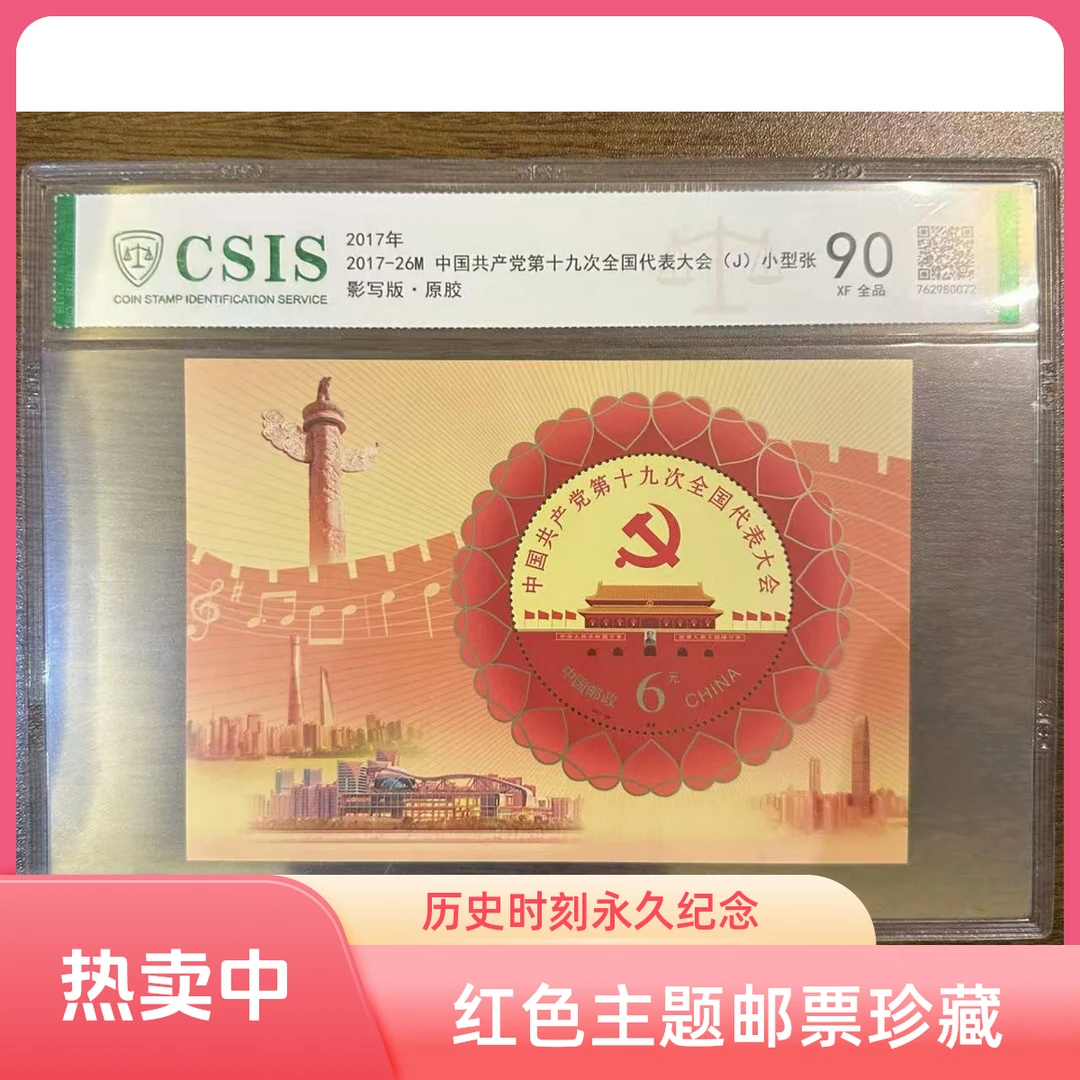 CSIS
COIN STAMP IDENTIFICATION SERVICE
2017年
2017-26M 中国共产党第十九次全国代表大会（J）小型张
影写版·原胶
90
XF 全品
762980072
中国共产党第十九次全国代表大会
中国邮政 6元 CHINA
历史时刻永久纪念
热卖中
红色主题邮票珍藏